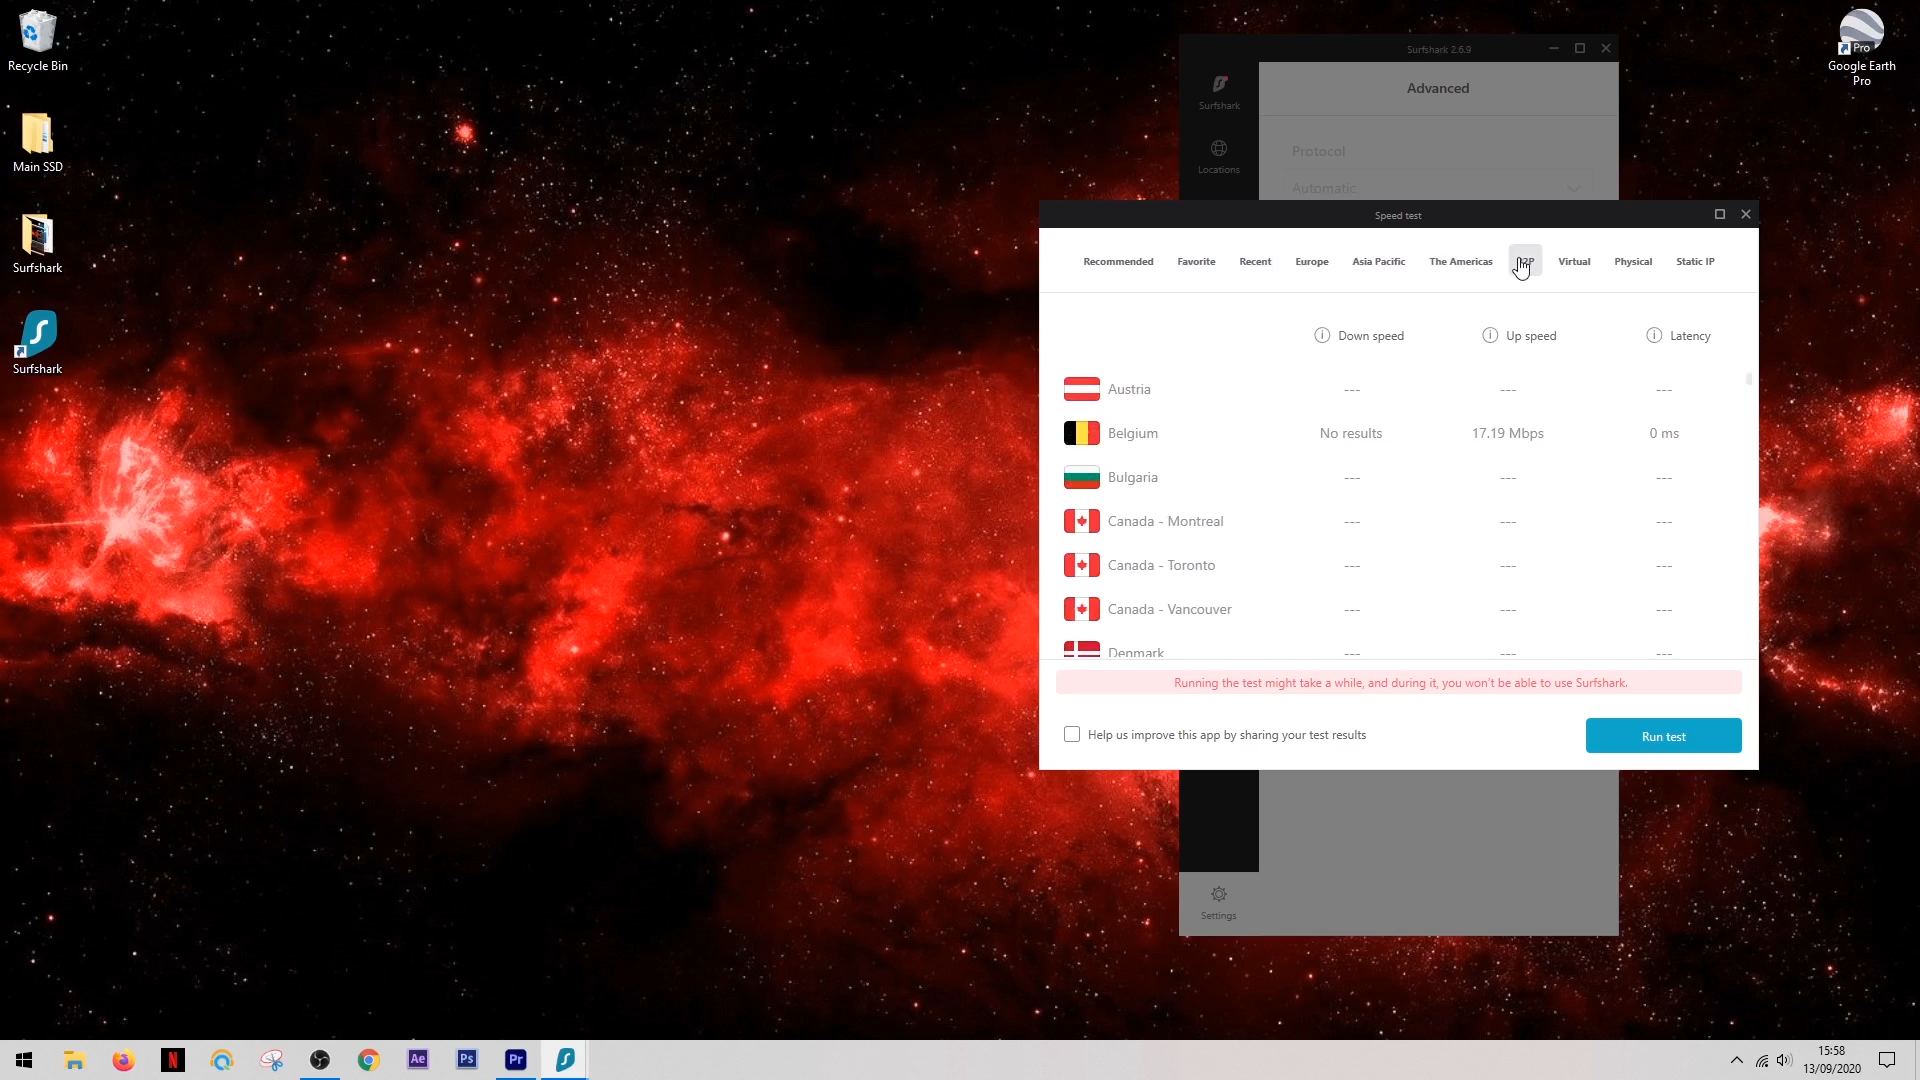 Recycle Bin
Main SSD
Surfshark
Surfshark
Pro
Google Earth
Pro
Surfshark 2.6.9
Surfshark
Locations
Advanced
Protocol
Automatic
Speed test
Recommended Favorite Recent Europe Asia Pacific The Americas Virtual Physical Static IP
Down speed Up speed Latency
Austria --- --- ---
Belgium No results 17.19 Mbps 0 ms
Bulgaria --- --- ---
Canada - Montreal --- --- ---
Canada - Toronto --- --- ---
Canada - Vancouver --- --- ---
Denmark --- --- ---
Running the test might take a while, and during it, you won't be able to use Surfshark.
Help us improve this app by sharing your test results
Run test
Settings
Ae
Ps
Pr
15:58
13/09/2020